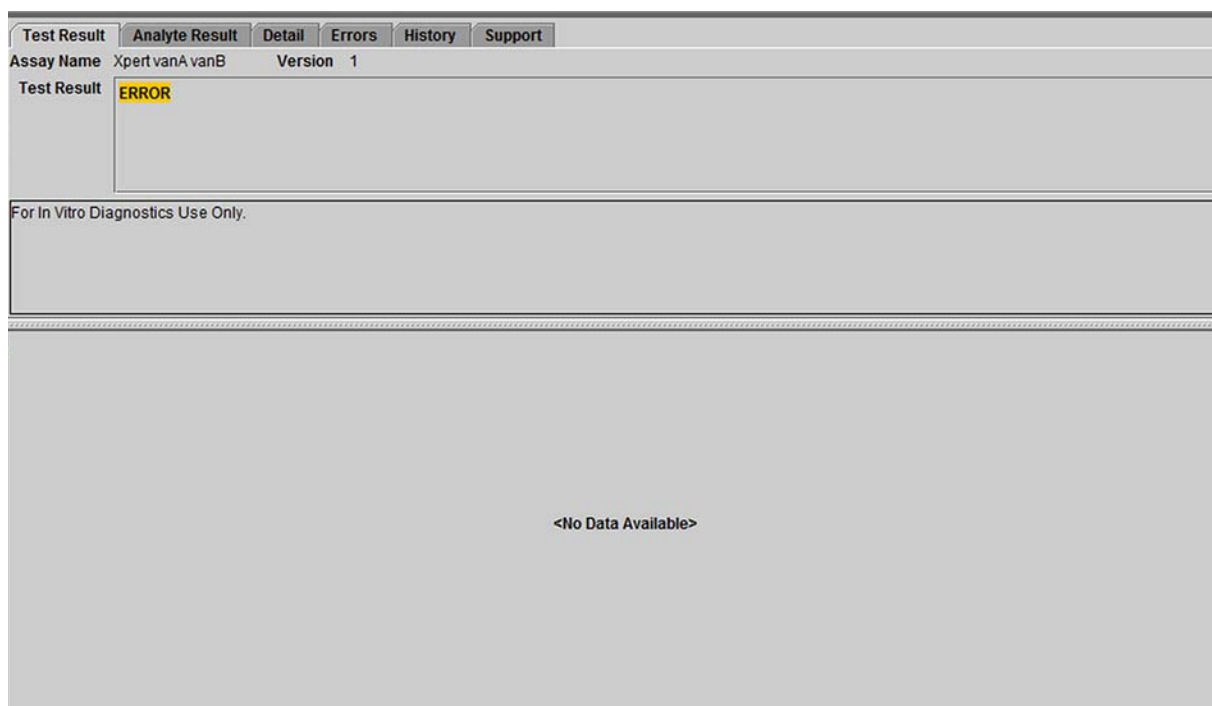 Test Result Analyte Result Detail Errors History Support
Assay Name Xpert vanA vanB Version 1
Test Result ERROR
For In Vitro Diagnostics Use Only.
<No Data Available>